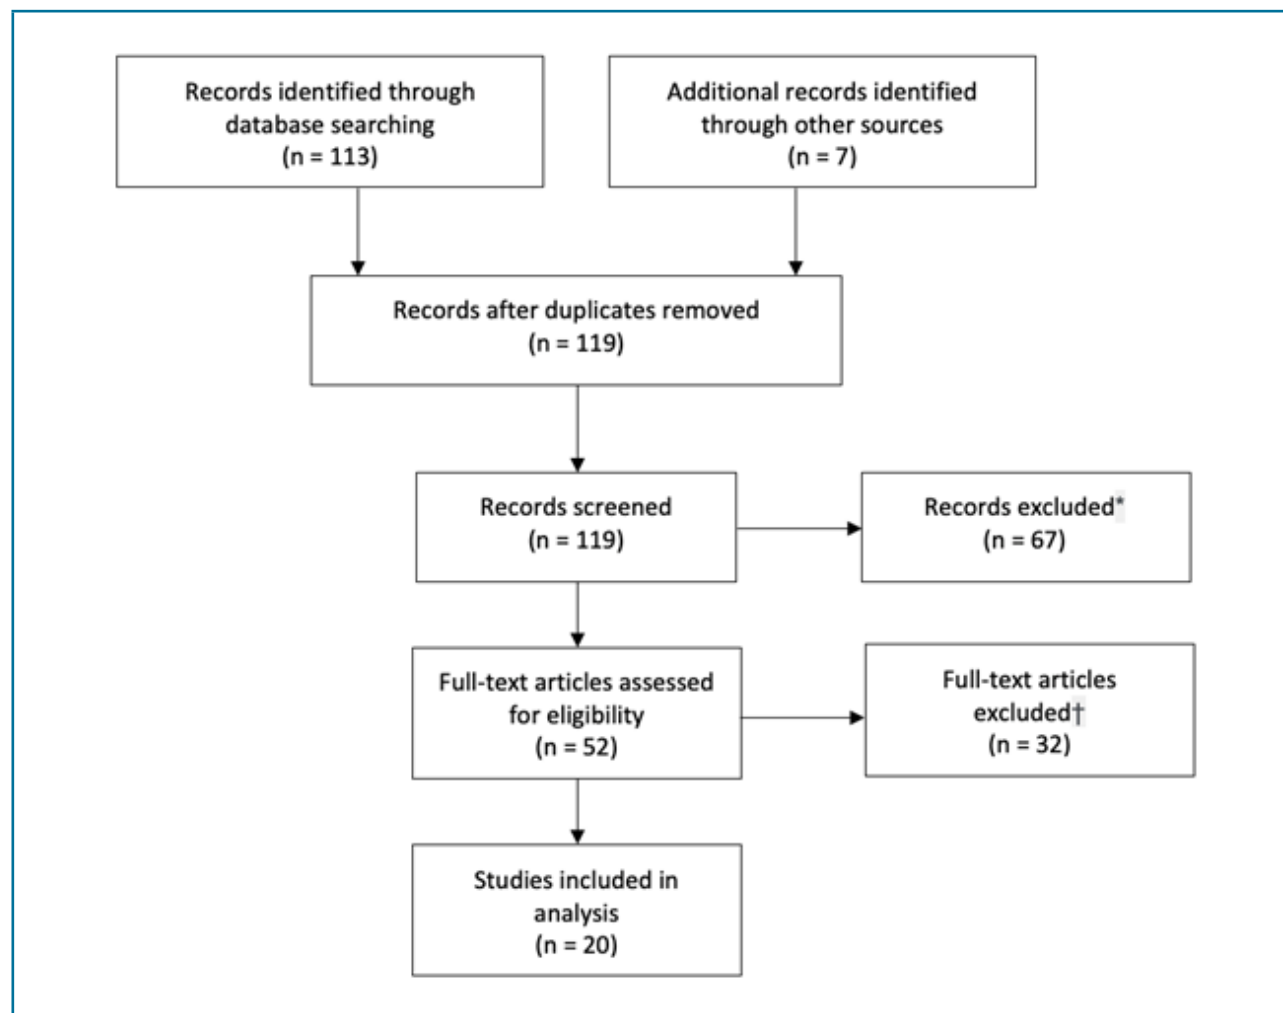 Records identified through
database searching
(n = 113)
Additional records identified
through other sources
(n = 7)
Records after duplicates removed
(n = 119)
Records screened
(n = 119)
Records excluded*
(n = 67)
Full-text articles assessed
for eligibility
(n = 52)
Full-text articles
excluded†
(n = 32)
Studies included in
analysis
(n = 20)